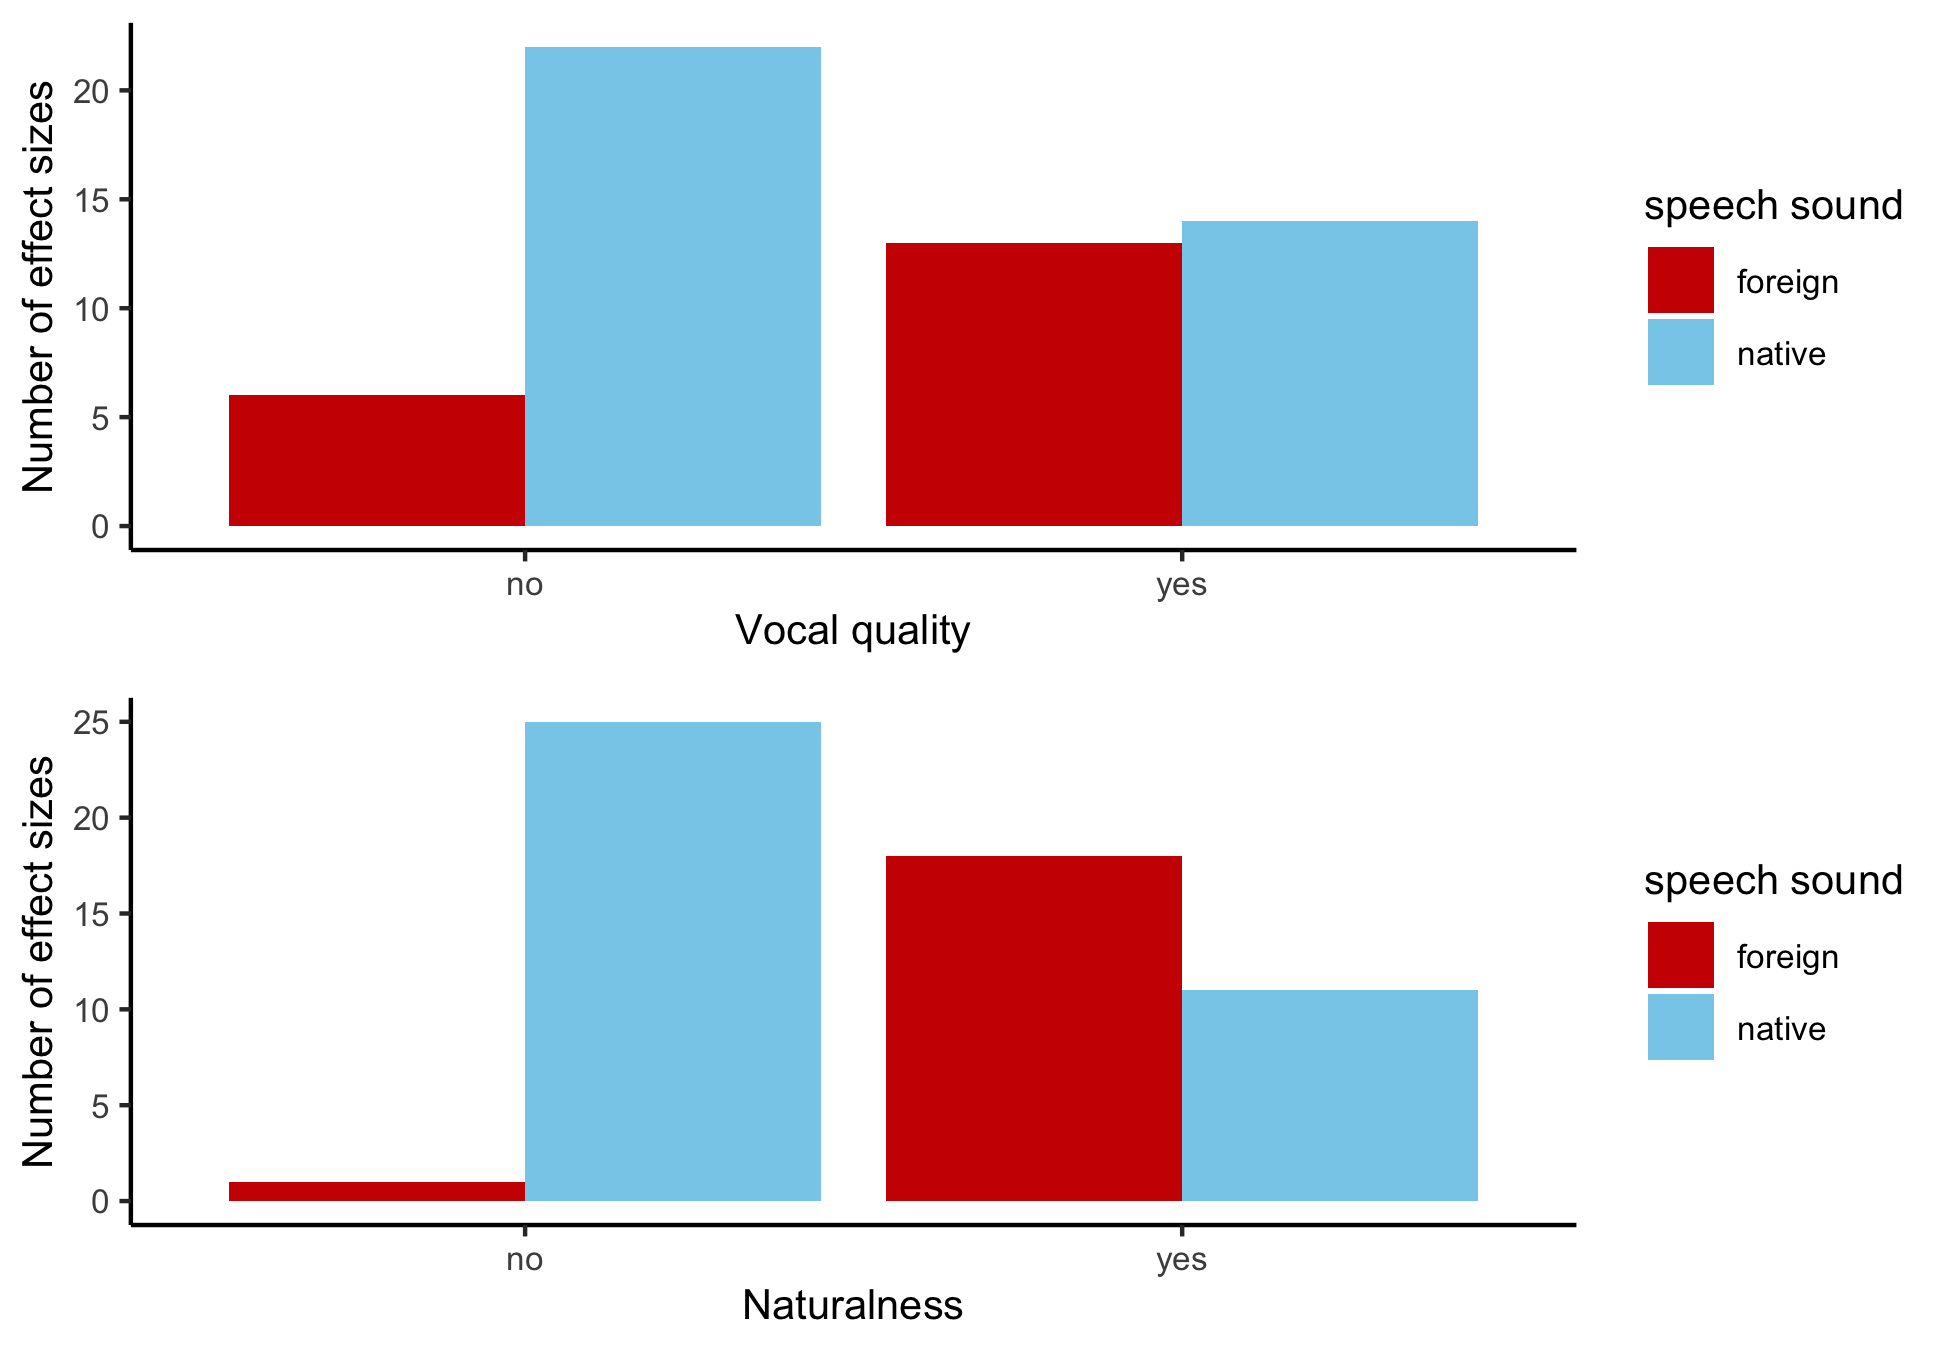 Number of effect sizes
20
15
10
5
0
no
yes
Vocal quality
speech sound
foreign
native
Number of effect sizes
25
20
15
10
5
0
no
yes
Naturalness
speech sound
foreign
native